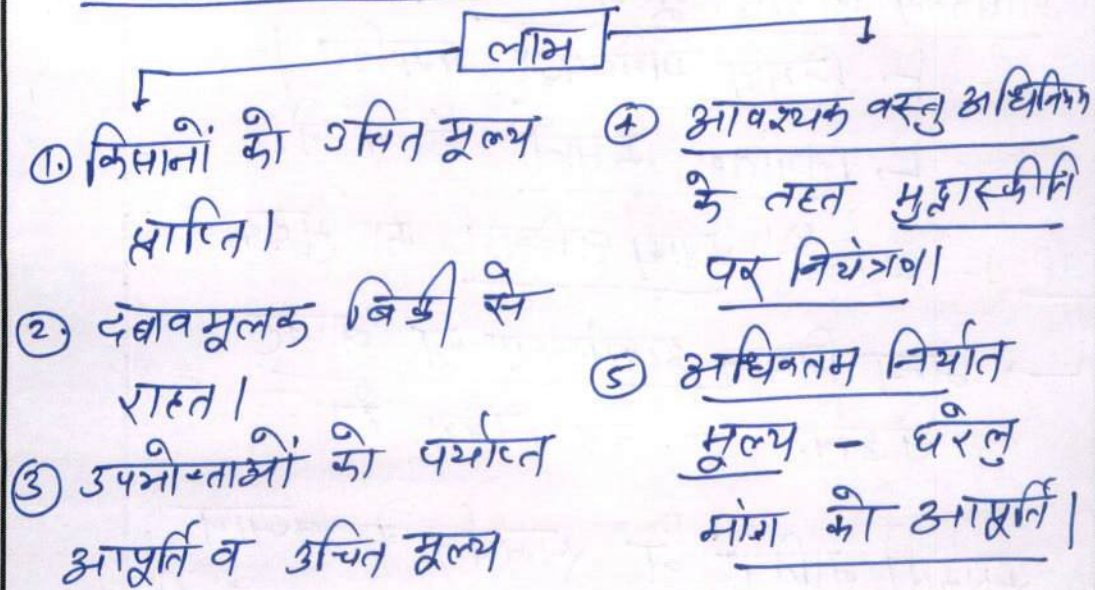 लाभ
①. किसानों को उचित मूल्य
प्राप्ति।
②. दबावमूलक बिक्री से
राहत।
③ उपभोक्ताओं को पर्याप्त
आपूर्ति व उचित मूल्य
④ आवश्यक वस्तु अधिनियम
के तहत मुद्रास्फीति
पर नियंत्रण।
⑤ अधिकतम निर्यात
मूल्य - घरेलु
मांग की आपूर्ति।